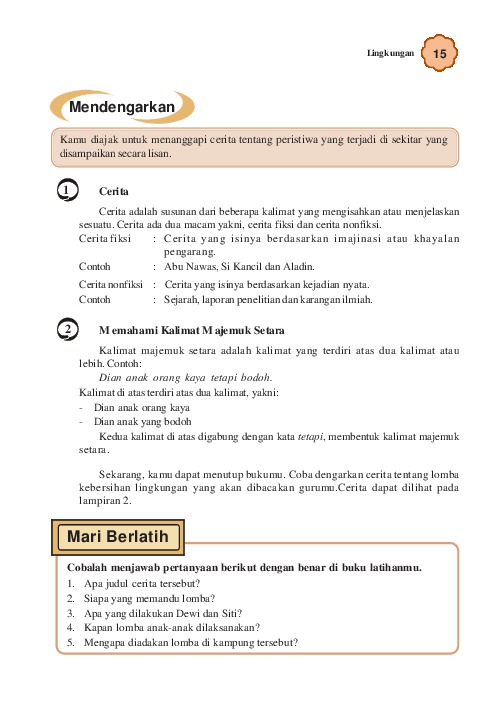 Lingkungan 15
Mendengarkan
Kamu diajak untuk menanggapi cerita tentang peristiwa yang terjadi di sekitar yang
disampaikan secara lisan.
1 Cerita
Cerita adalah susunan dari beberapa kalimat yang mengisahkan atau menjelaskan
sesuatu. Cerita ada dua macam yakni, cerita fiksi dan cerita nonfiksi.
Cerita fiksi : Cerita yang isinya berdasarkan imajinasi atau khayalan
pengarang.
Contoh : Abu Nawas, Si Kancil dan Aladin.
Cerita nonfiksi : Cerita yang isinya berdasarkan kejadian nyata.
Contoh : Sejarah, laporan penelitian dan karangan ilmiah.
2 Memahami Kalimat Majemuk Setara
Kalimat majemuk setara adalah kalimat yang terdiri atas dua kalimat atau
lebih. Contoh:
Dian anak orang kaya tetapi bodoh.
Kalimat di atas terdiri atas dua kalimat, yakni:
- Dian anak orang kaya
- Dian anak yang bodoh
Kedua kalimat di atas digabung dengan kata tetapi, membentuk kalimat majemuk
setara.
Sekarang, kamu dapat menutup bukumu. Coba dengarkan cerita tentang lomba
kebersihan lingkungan yang akan dibacakan gurumu.Cerita dapat dilihat pada
lampiran 2.
Mari Berlatih
Cobalah menjawab pertanyaan berikut dengan benar di buku latihanmu.
1. Apa judul cerita tersebut?
2. Siapa yang memandu lomba?
3. Apa yang dilakukan Dewi dan Siti?
4. Kapan lomba anak-anak dilaksanakan?
5. Mengapa diadakan lomba di kampung tersebut?